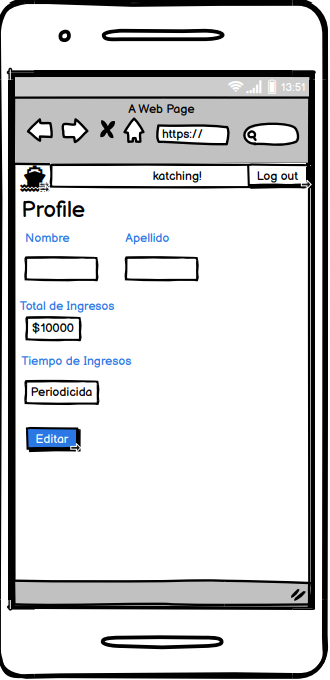 13:51
A Web Page
https://
katching!
Log out
Profile
Nombre Apellido
Total de Ingresos
$10000
Tiempo de Ingresos
Periodicida
Editar